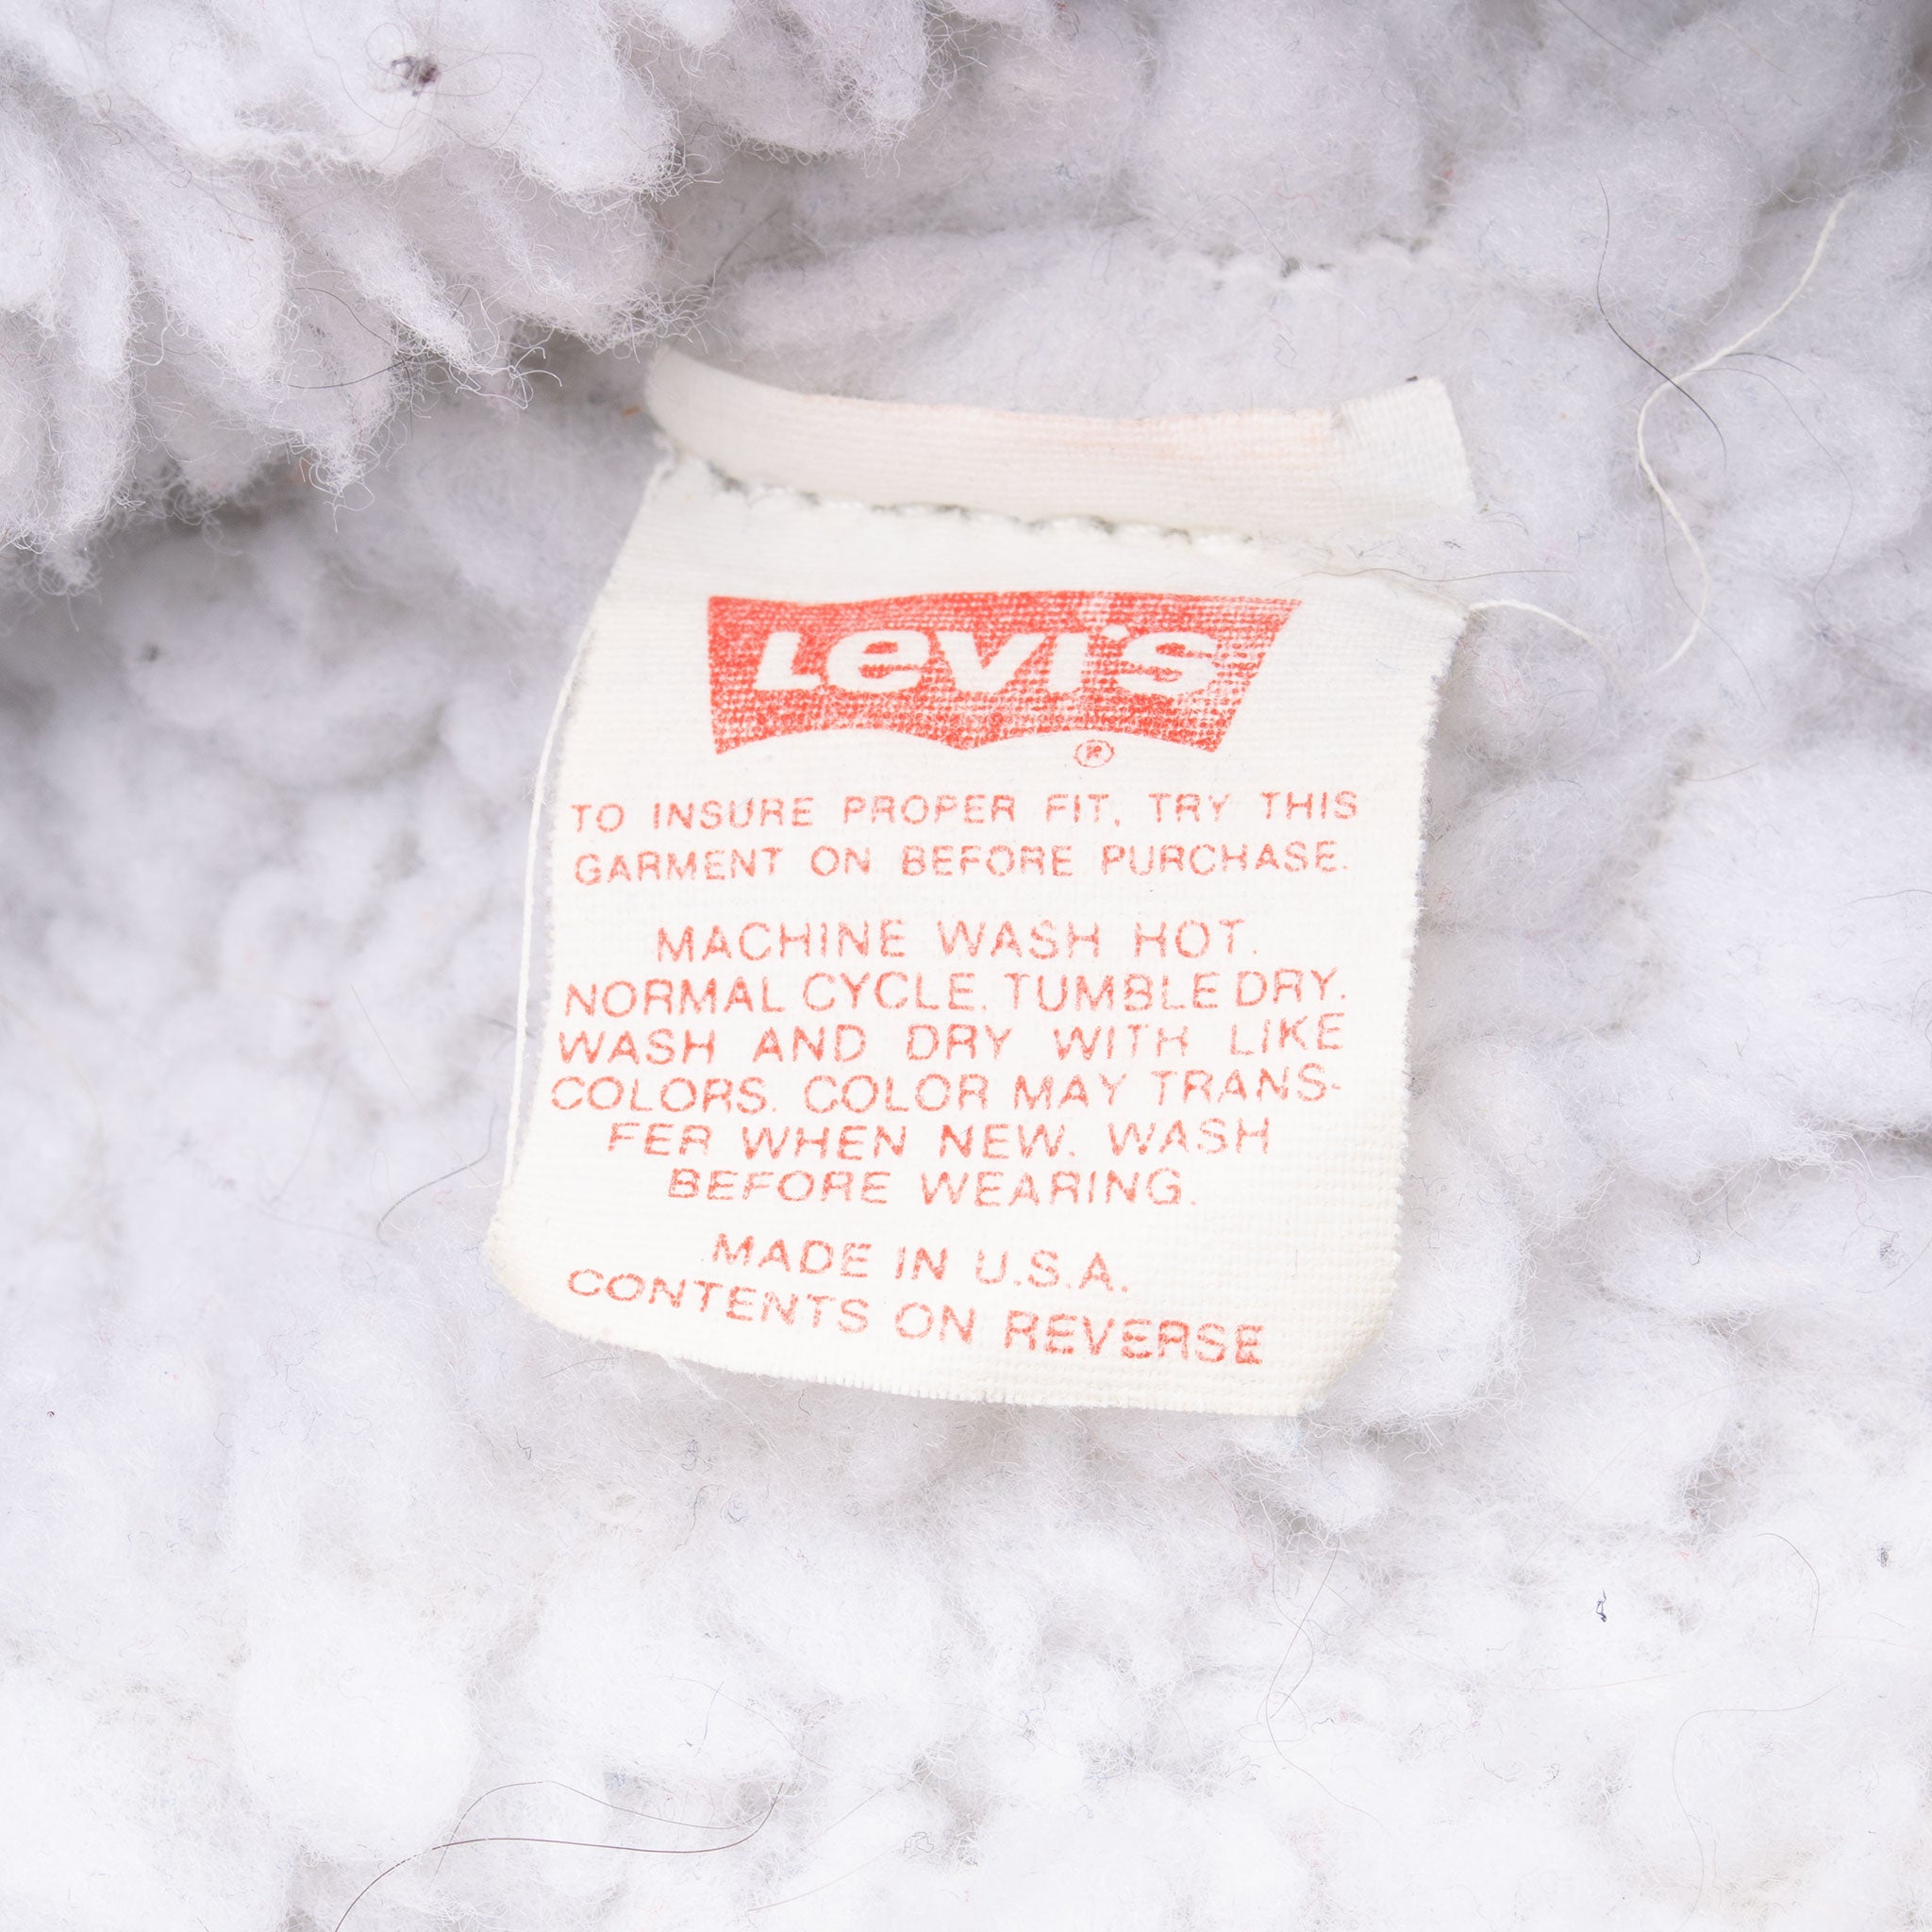 Levi's
®
TO INSURE PROPER FIT, TRY THIS
GARMENT ON BEFORE PURCHASE.
MACHINE WASH HOT.
NORMAL CYCLE. TUMBLE DRY.
WASH AND DRY WITH LIKE
COLORS. COLOR MAY TRANS-
FER WHEN NEW. WASH
BEFORE WEARING.
MADE IN U.S.A.
CONTENTS ON REVERSE